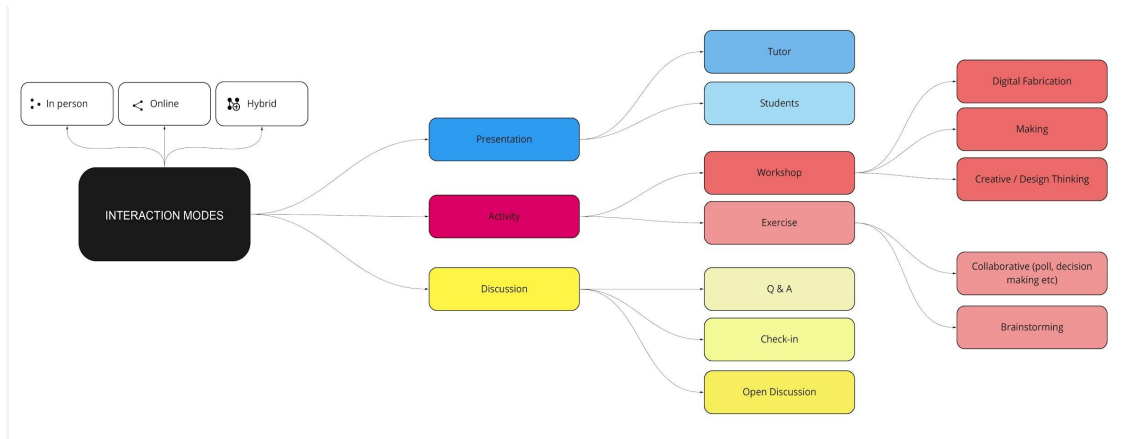 In person
Online
Hybrid
INTERACTION MODES
Presentation
Activity
Discussion
Tutor
Students
Workshop
Exercise
Q & A
Check-in
Open Discussion
Digital Fabrication
Making
Creative / Design Thinking
Collaborative (poll, decision
making etc)
Brainstorming